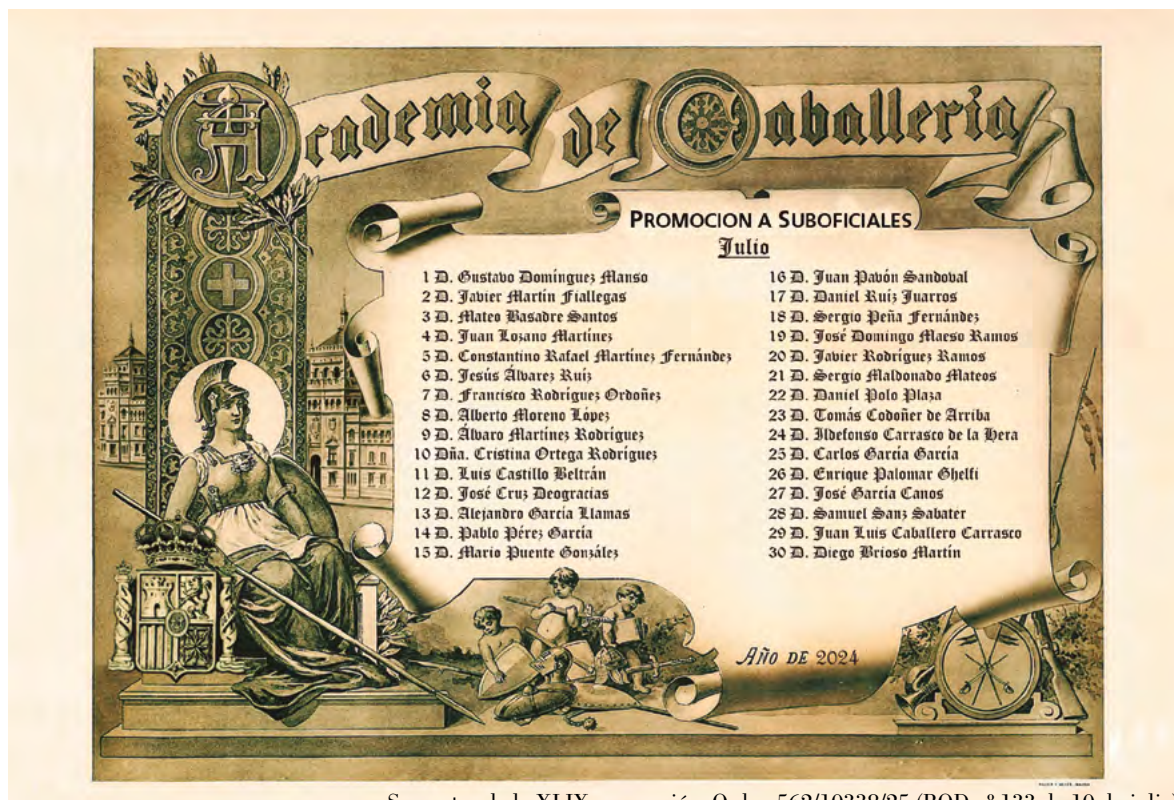 Academia de Caballería
PROMOCION A SUBOFICIALES
Julio
1 D. Gustavo Domínguez Manso
2 D. Javier Martin Fiallegas
3 D. Mateo Basadre Santos
4 D. Juan Lozano Martínez
5 D. Constantino Rafael Martínez Fernández
6 D. Jesús Álvarez Ruiz
7 D. Francisco Rodriguez Ordoñez
8 D. Alberto Moreno López
9 D. Álvaro Martínez Rodríguez
10 Dña. Cristina Ortega Rodríguez
11 D. Luis Castillo Beltrán
12 D. José Cruz Deogracias
13 D. Alejandro García Llamas
14 D. Pablo Pérez García
15 D. Mario Puente González
16 D. Juan Pavón Sandoval
17 D. Daniel Ruiz Juarros
18 D. Sergio Peña Fernández
19 D. José Domingo Maeso Ramos
20 D. Javier Rodríguez Ramos
21 D. Sergio Maldonado Mateos
22 D. Daniel Polo Plaza
23 D. Tomás Codoñer de Arriba
24 D. Ildefonso Carrasco de la Hera
25 D. Carlos García García
26 D. Enrique Palomar Ghelfi
27 D. José García Canos
28 D. Samuel Sanz Sabater
29 D. Juan Luis Caballero Carrasco
30 D. Diego Brioso Martín
AÑO DE 2024